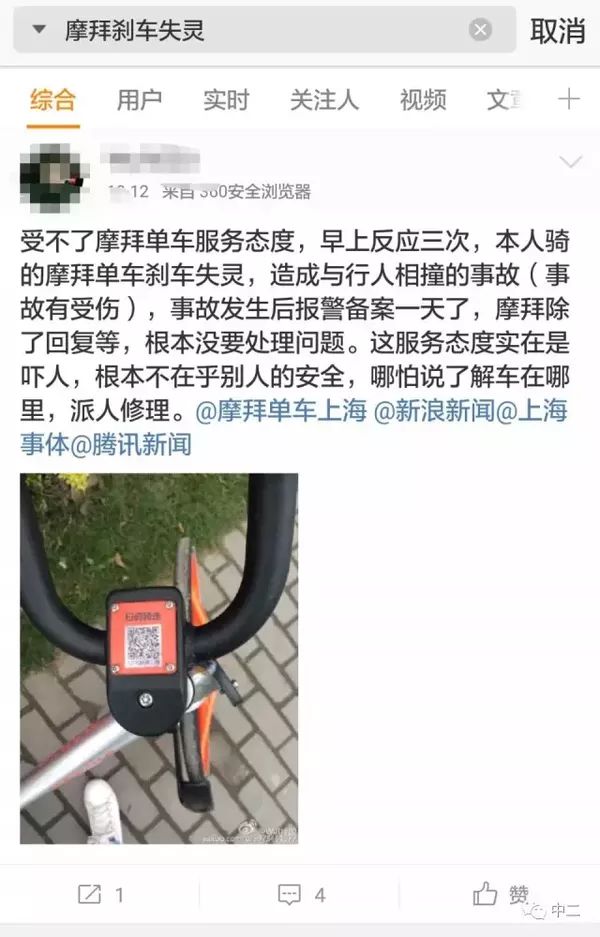 摩拜刹车失灵
取消
综合 用户 实时 关注人 视频
12 来自 360安全浏览器
受不了摩拜单车服务态度，早上反应三次，本人骑
的摩拜单车刹车失灵，造成与行人相撞的事故（事
故有受伤），事故发生后报警备案一天了，摩拜除
了回复等，根本没要处理问题。这服务态度实在是
吓人，根本不在乎别人的安全，哪怕说了解车在哪
里，派人修理。@摩拜单车上海 @新浪新闻@上海
事体@腾讯新闻
1
4
赞
中二